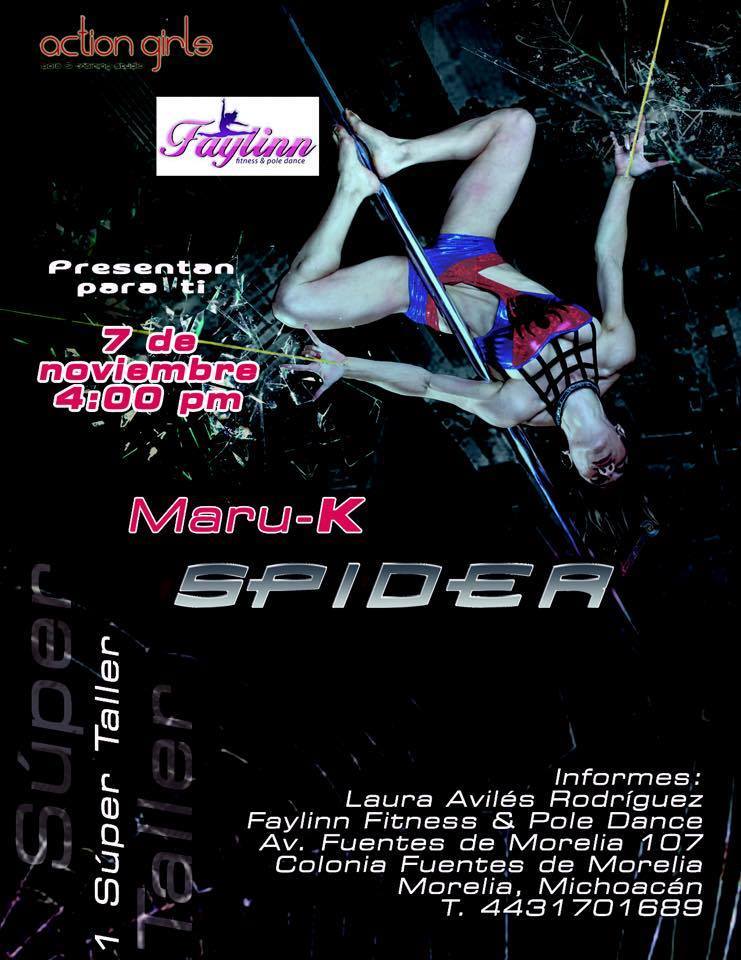 action girls
Faylinn
fitness & pole dance
Presentan
para ti
7 de
noviembre
4:00 pm
Maru-K
SPIDER
Súper
Taller
1 Súper Taller
Informes:
Laura Avilés Rodríguez
Faylinn Fitness & Pole Dance
Av. Fuentes de Morelia 107
Colonia Fuentes de Morelia
Morelia, Michoacán
T. 4431701689